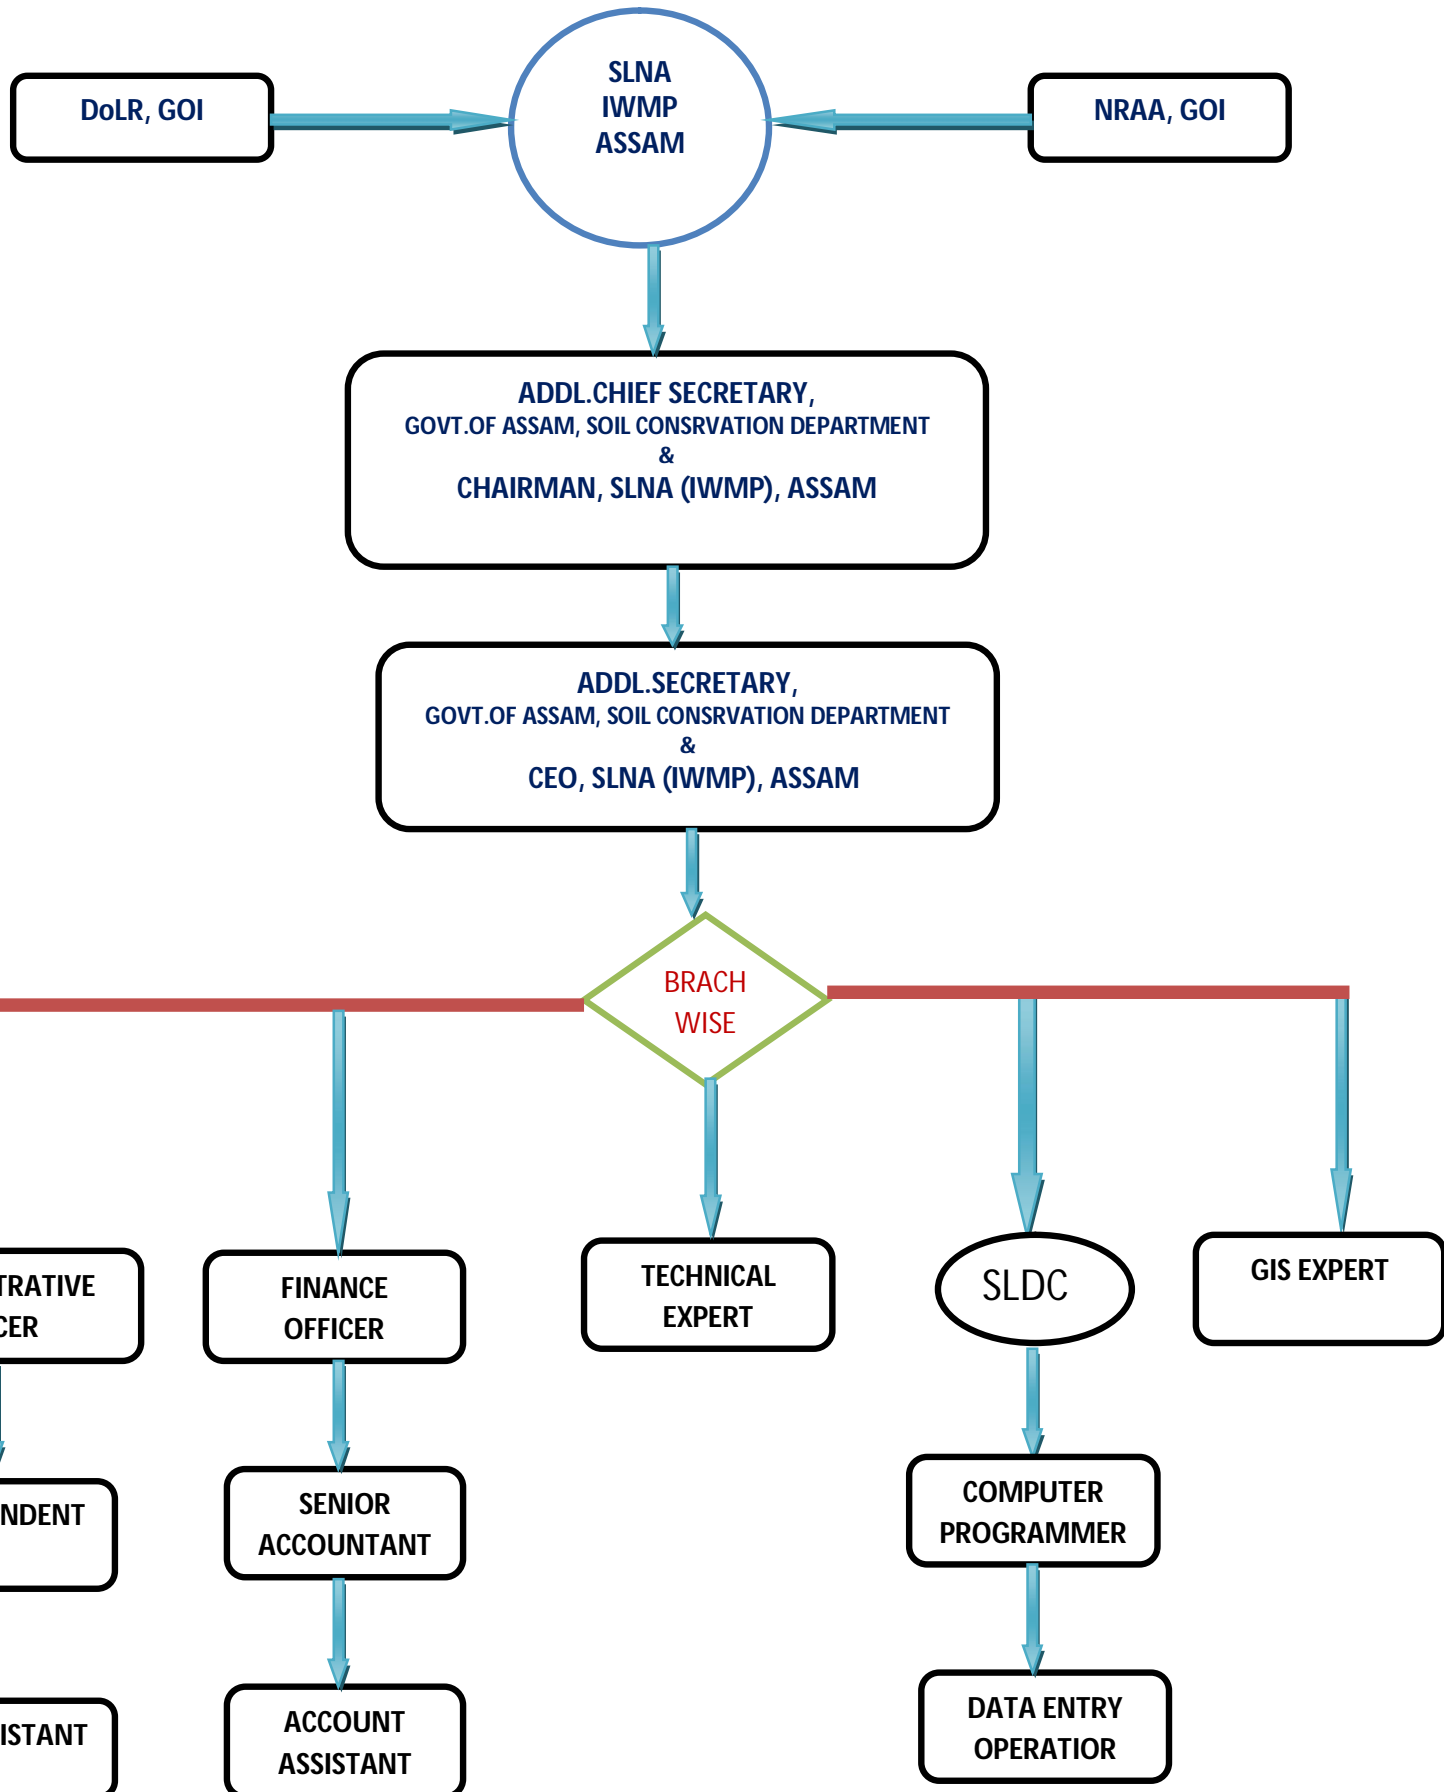 DoLR, GOI
SLNA
IWMP
ASSAM
NRAA, GOI
ADDL.CHIEF SECRETARY,
GOVT.OF ASSAM, SOIL CONSRVATION DEPARTMENT
&
CHAIRMAN, SLNA (IWMP), ASSAM
ADDL.SECRETARY,
GOVT.OF ASSAM, SOIL CONSRVATION DEPARTMENT
&
CEO, SLNA (IWMP), ASSAM
BRACH
WISE
TRATIVE
CER
FINANCE
OFFICER
TECHNICAL
EXPERT
SLDC
GIS EXPERT
NDENT
SENIOR
ACCOUNTANT
COMPUTER
PROGRAMMER
ISTANT
ACCOUNT
ASSISTANT
DATA ENTRY
OPERATIOR